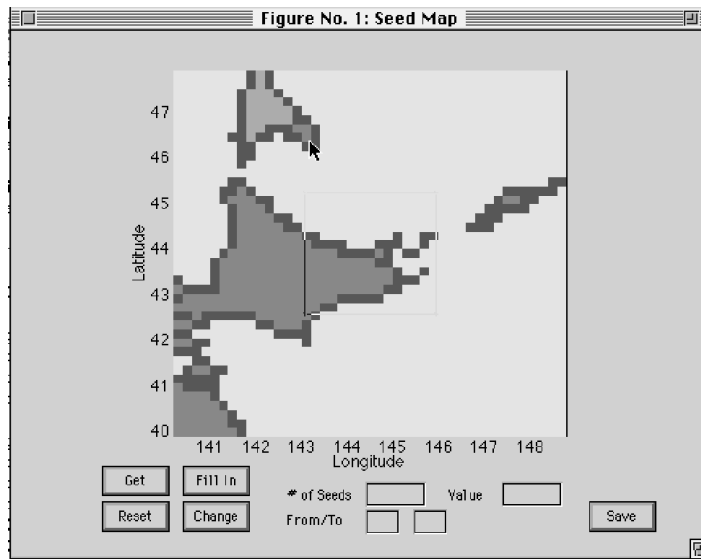 Figure No. 1: Seed Map
47
46
45
44
43
42
41
40
Latitude
141 142 143 144 145 146 147 148
Longitude
Get Fill In
# of Seeds Value
Reset Change
From/To
Save